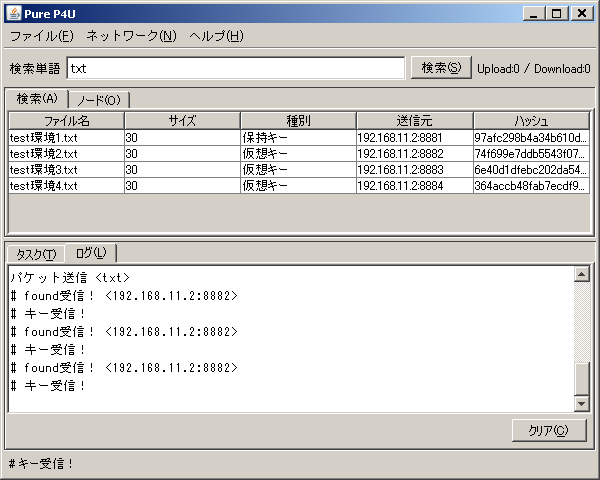 Pure P4U
ファイル(F) ネットワーク(N) ヘルプ(H)
検索単語 txt 検索(S) Upload:0 / Download:0
検索(A) ノード(O)
ファイル名 サイズ 種別 送信元 ハッシュ
test環境1.txt 30 保持キー 192.168.11.2:8881 97afc298b4a34b610d...
test環境2.txt 30 仮想キー 192.168.11.2:8882 74f699e7ddb5543f07...
test環境3.txt 30 仮想キー 192.168.11.2:8883 6e40d1dfebc202da54...
test環境4.txt 30 仮想キー 192.168.11.2:8884 364accb48fab7ecdf9...
タスク(T) ログ(L)
パケット送信 <txt>
# found受信！ <192.168.11.2:8882>
# キー受信！
# found受信！ <192.168.11.2:8882>
# キー受信！
# found受信！ <192.168.11.2:8882>
# キー受信！
クリア(C)
# キー受信！